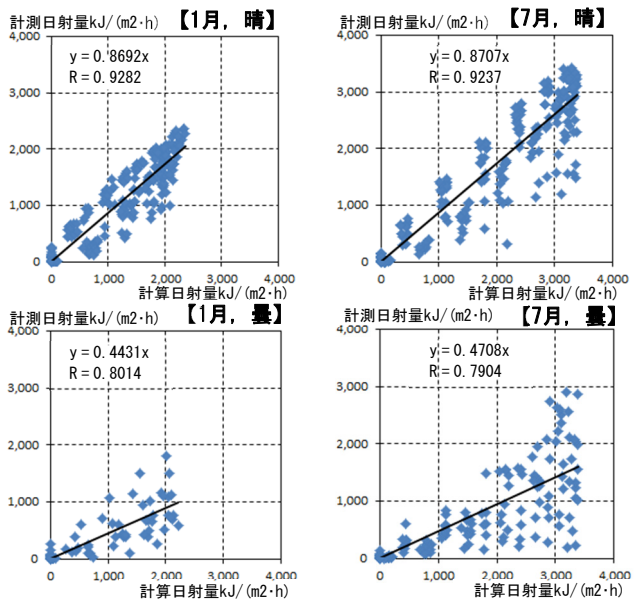 計測日射量kJ/(m2·h) 【1月, 晴】
4,000
y = 0.8692x
R = 0.9282
3,000
2,000
1,000
0
0 1,000 2,000 3,000 4,000
計算日射量kJ/(m2·h)
計測日射量kJ/(m2·h) 【7月, 晴】
4,000
y = 0.8707x
R = 0.9237
3,000
2,000
1,000
0
0 1,000 2,000 3,000 4,000
計算日射量kJ/(m2·h)
計測日射量kJ/(m2·h) 【1月, 曇】
4,000
y = 0.4431x
R = 0.8014
3,000
2,000
1,000
0
0 1,000 2,000 3,000 4,000
計算日射量kJ/(m2·h)
計測日射量kJ/(m2·h) 【7月, 曇】
4,000
y = 0.4708x
R = 0.7904
3,000
2,000
1,000
0
0 1,000 2,000 3,000 4,000
計算日射量kJ/(m2·h)